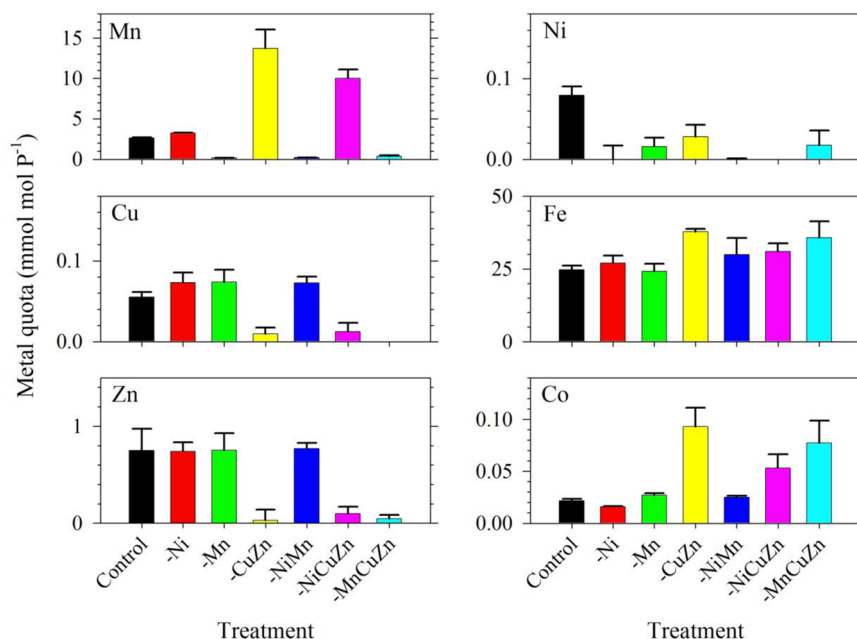 Metal quota (mmol mol P⁻¹)
Mn
15
10
5
0
Ni
0.1
0.0
Cu
0.1
0.0
Fe
50
25
0
Zn
1
0
Co
0.10
0.05
0.00
Control
-Ni
-Mn
-CuZn
-NiMn
-NiCuZn
-MnCuZn
Treatment
Control
-Ni
-Mn
-CuZn
-NiMn
-NiCuZn
-MnCuZn
Treatment